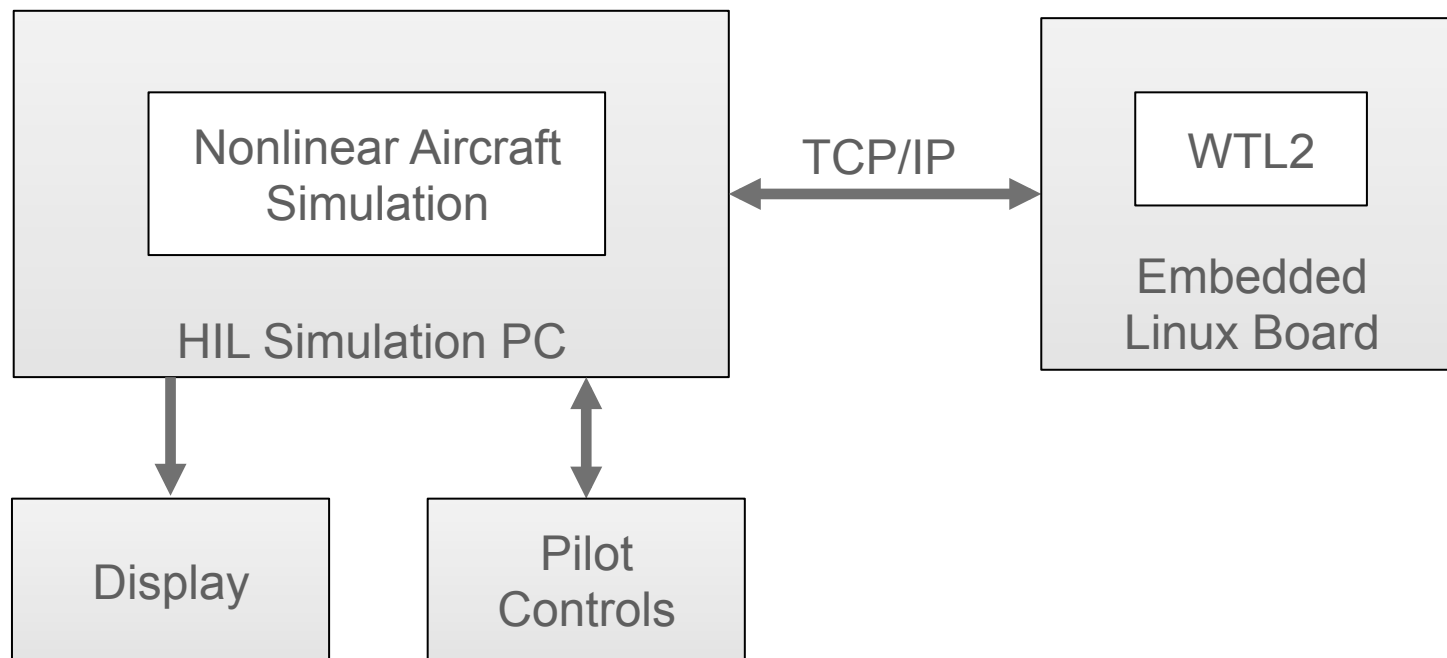 Nonlinear Aircraft
Simulation
HIL Simulation PC
TCP/IP
WTL2
Embedded
Linux Board
Display
Pilot
Controls